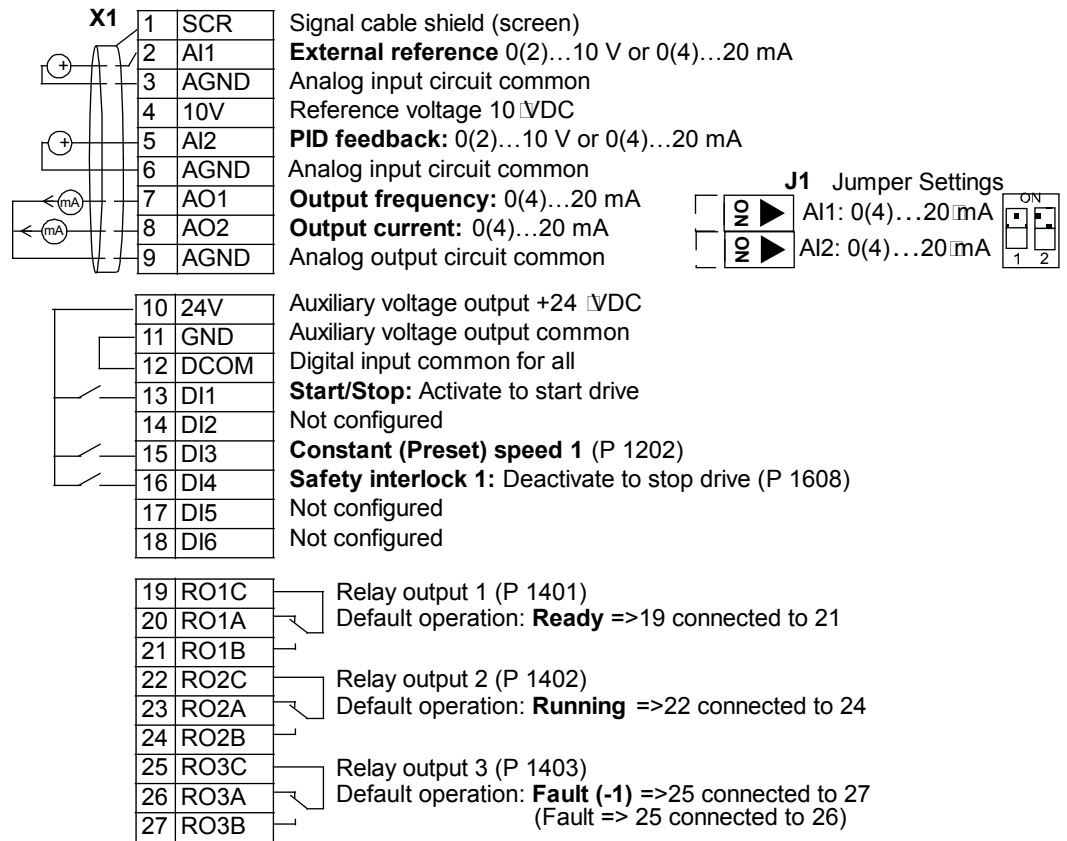 X1
1 SCR Signal cable shield (screen)
2 AI1 External reference 0(2)…10 V or 0(4)…20 mA
3 AGND Analog input circuit common
4 10V Reference voltage 10 VDC
5 AI2 PID feedback: 0(2)…10 V or 0(4)…20 mA
6 AGND Analog input circuit common
7 AO1 Output frequency: 0(4)…20 mA
8 AO2 Output current: 0(4)…20 mA
9 AGND Analog output circuit common
+
+
mA
mA
J1 Jumper Settings
ON AI1: 0(4)…20 mA
ON AI2: 0(4)…20 mA
ON
1 2
10 24V Auxiliary voltage output +24 VDC
11 GND Auxiliary voltage output common
12 DCOM Digital input common for all
13 DI1 Start/Stop: Activate to start drive
14 DI2 Not configured
15 DI3 Constant (Preset) speed 1 (P 1202)
16 DI4 Safety interlock 1: Deactivate to stop drive (P 1608)
17 DI5 Not configured
18 DI6 Not configured
19 RO1C Relay output 1 (P 1401)
20 RO1A Default operation: Ready =>19 connected to 21
21 RO1B
22 RO2C Relay output 2 (P 1402)
23 RO2A Default operation: Running =>22 connected to 24
24 RO2B
25 RO3C Relay output 3 (P 1403)
26 RO3A Default operation: Fault (-1) =>25 connected to 27
27 RO3B (Fault => 25 connected to 26)